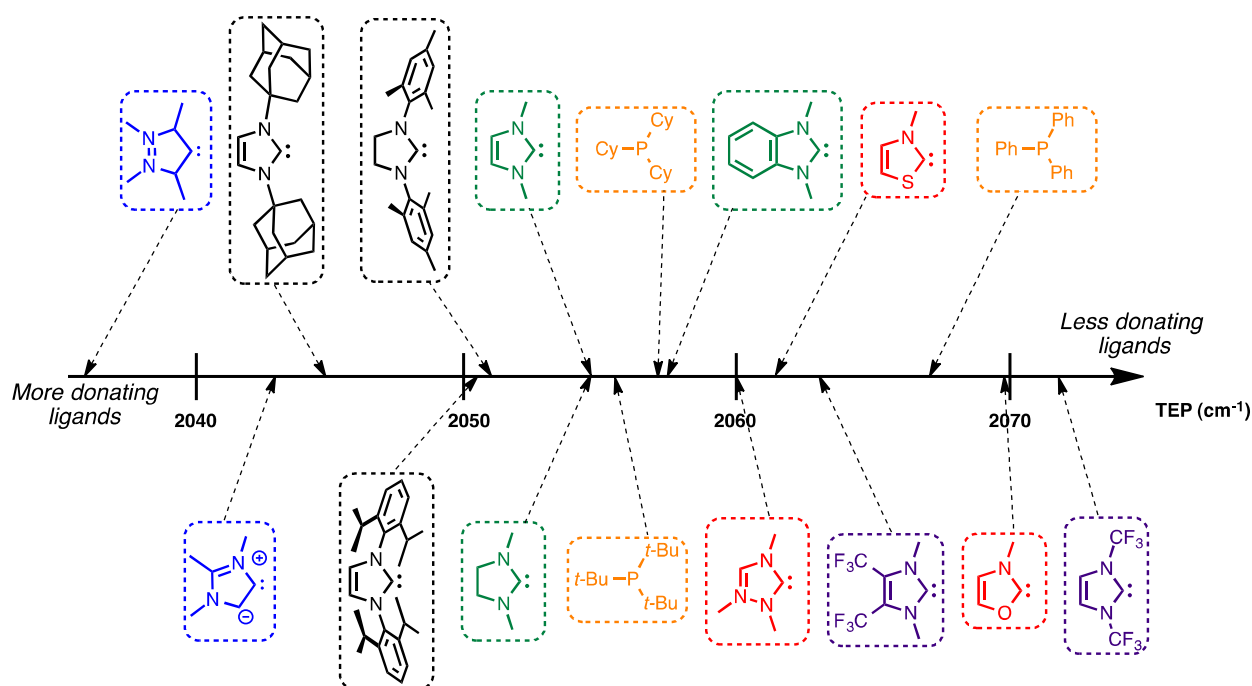 N
N
N
N
N
N
N
N
Cy
Cy
P
Cy
N
N
N
S
Ph
Ph
P
Ph
Less donating
ligands
More donating
ligands
2040
2050
2060
2070
TEP (cm⁻¹)
N
⊕
N
⊖
N
N
N
N
t-Bu
t-Bu
P
t-Bu
N
N
N
F₃C
N
N
F₃C
N
O
CF₃
N
N
CF₃